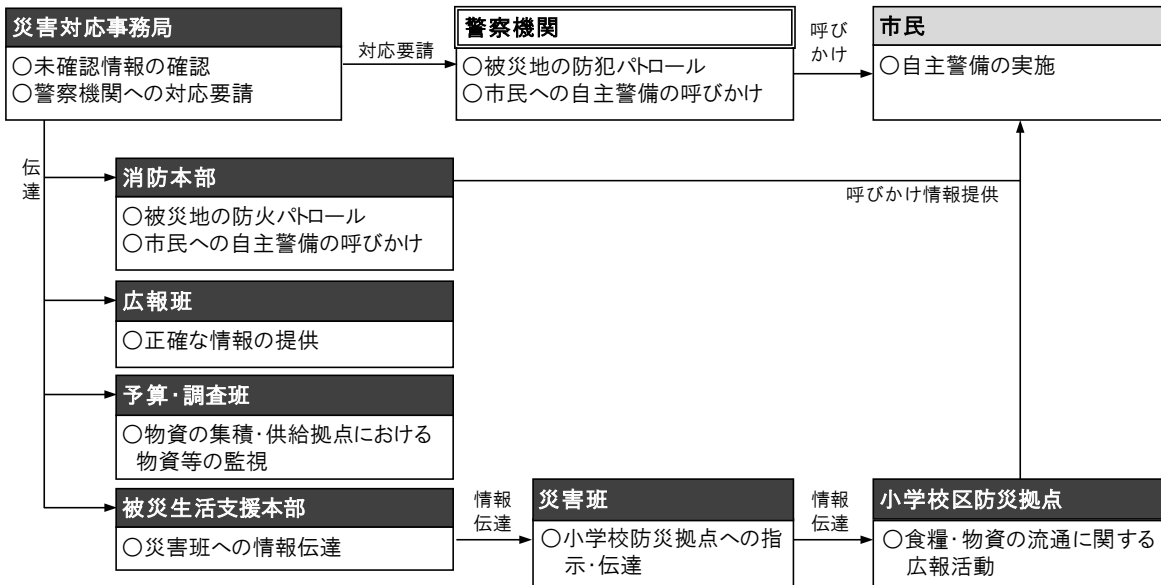 災害対応事務局
○未確認情報の確認
○警察機関への対応要請
対応要請
警察機関
○被災地の防犯パトロール
○市民への自主警備の呼びかけ
呼び
かけ
市民
○自主警備の実施
伝
達
消防本部
○被災地の防火パトロール
○市民への自主警備の呼びかけ
呼びかけ情報提供
広報班
○正確な情報の提供
予算・調査班
○物資の集積・供給拠点における
物資等の監視
被災生活支援本部
○災害班への情報伝達
情報
伝達
災害班
○小学校防災拠点への指
示・伝達
情報
伝達
小学校区防災拠点
○食糧・物資の流通に関する
広報活動